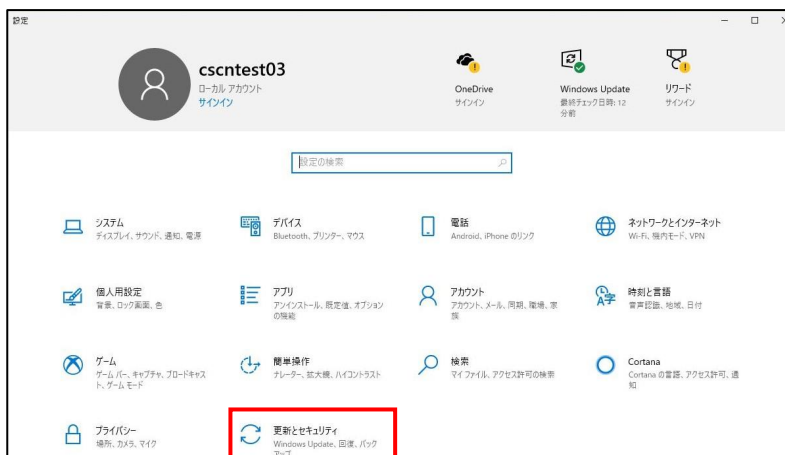 設定
cscntest03
ローカル アカウント
サインイン
OneDrive
サインイン
Windows Update
最終チェック日時: 12
分前
リワード
サインイン
設定の検索
システム
ディスプレイ、サウンド、通知、電源
デバイス
Bluetooth、プリンター、マウス
電話
Android、iPhone のリンク
ネットワークとインターネット
Wi-Fi、機内モード、VPN
個人用設定
背景、ロック画面、色
アプリ
アンインストール、既定値、オプション
の機能
アカウント
アカウント、メール、同期、職場、家
族
時刻と言語
音声認識、地域、日付
ゲーム
ゲーム バー、キャプチャ、ブロードキャス
ト、ゲーム モード
簡単操作
ナレーター、拡大鏡、ハイコントラスト
検索
マイ ファイル、アクセス許可の検索
Cortana
Cortana の言語、アクセス許可、通
知
プライバシー
場所、カメラ、マイク
更新とセキュリティ
Windows Update、回復、バック
アップ